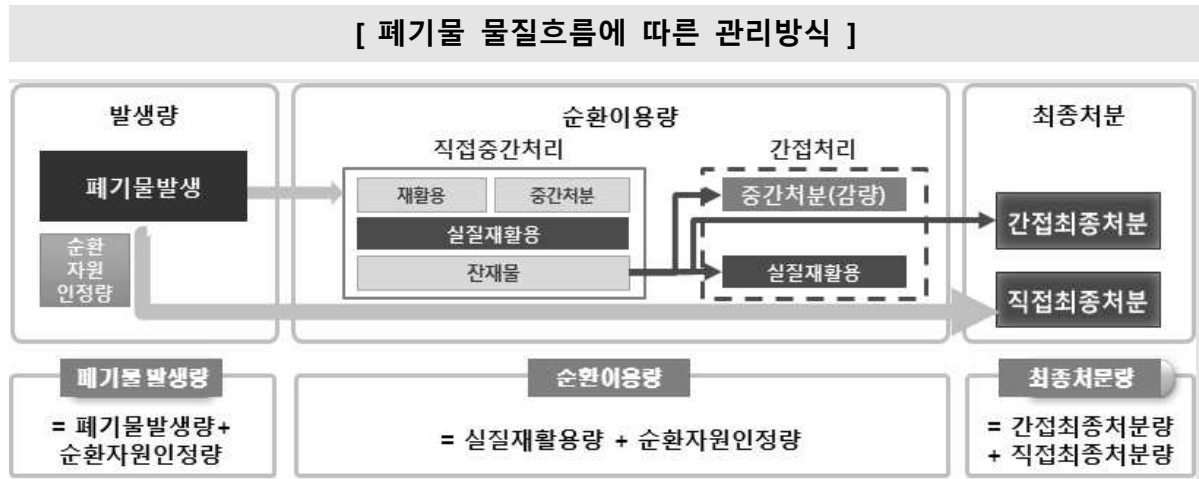 [ 폐기물 물질흐름에 따른 관리방식 ]
발생량
폐기물발생
순환
자원
인정량
순환이용량
직접중간처리
재활용
중간처분
실질재활용
잔재물
간접처리
중간처분(감량)
실질재활용
최종처분
간접최종처분
직접최종처분
폐기물 발생량
= 폐기물발생량+
순환자원인정량
순환이용량
= 실질재활용량 + 순환자원인정량
최종처문량
= 간접최종처분량
+ 직접최종처분량